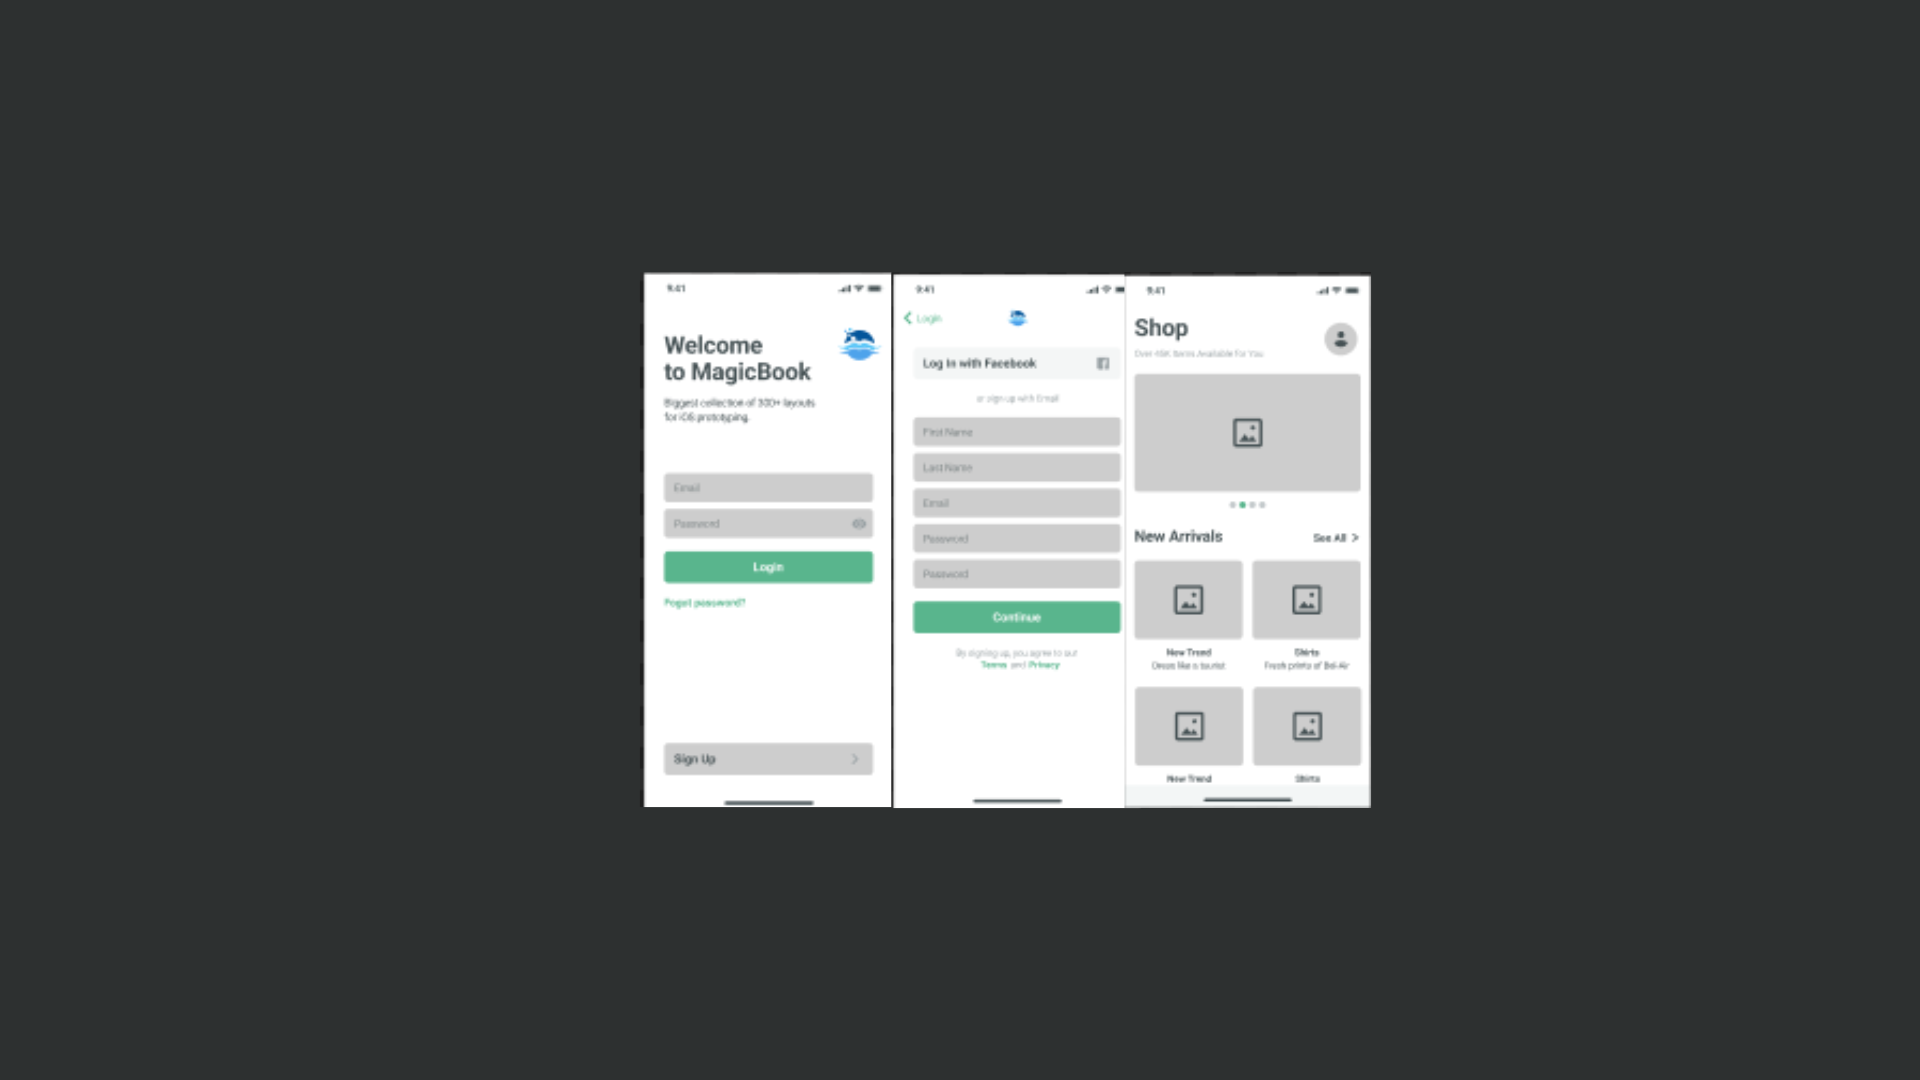 9:41
Welcome
to MagicBook
Biggest collection of 300+ layouts
for iOS prototyping.
Email
Password
Login
Fogot password?
Sign Up
9:41
Login
Log In with Facebook
or sign up with Email
First Name
Last Name
Email
Password
Password
Continue
By signing up, you agree to out
Terms and Privacy
9:41
Shop
Over 45K Items Available For You
New Arrivals
See All
New Trend
Dress like a tourist
Shirts
Fresh prints of Bel-Air
New Trend
Shirts